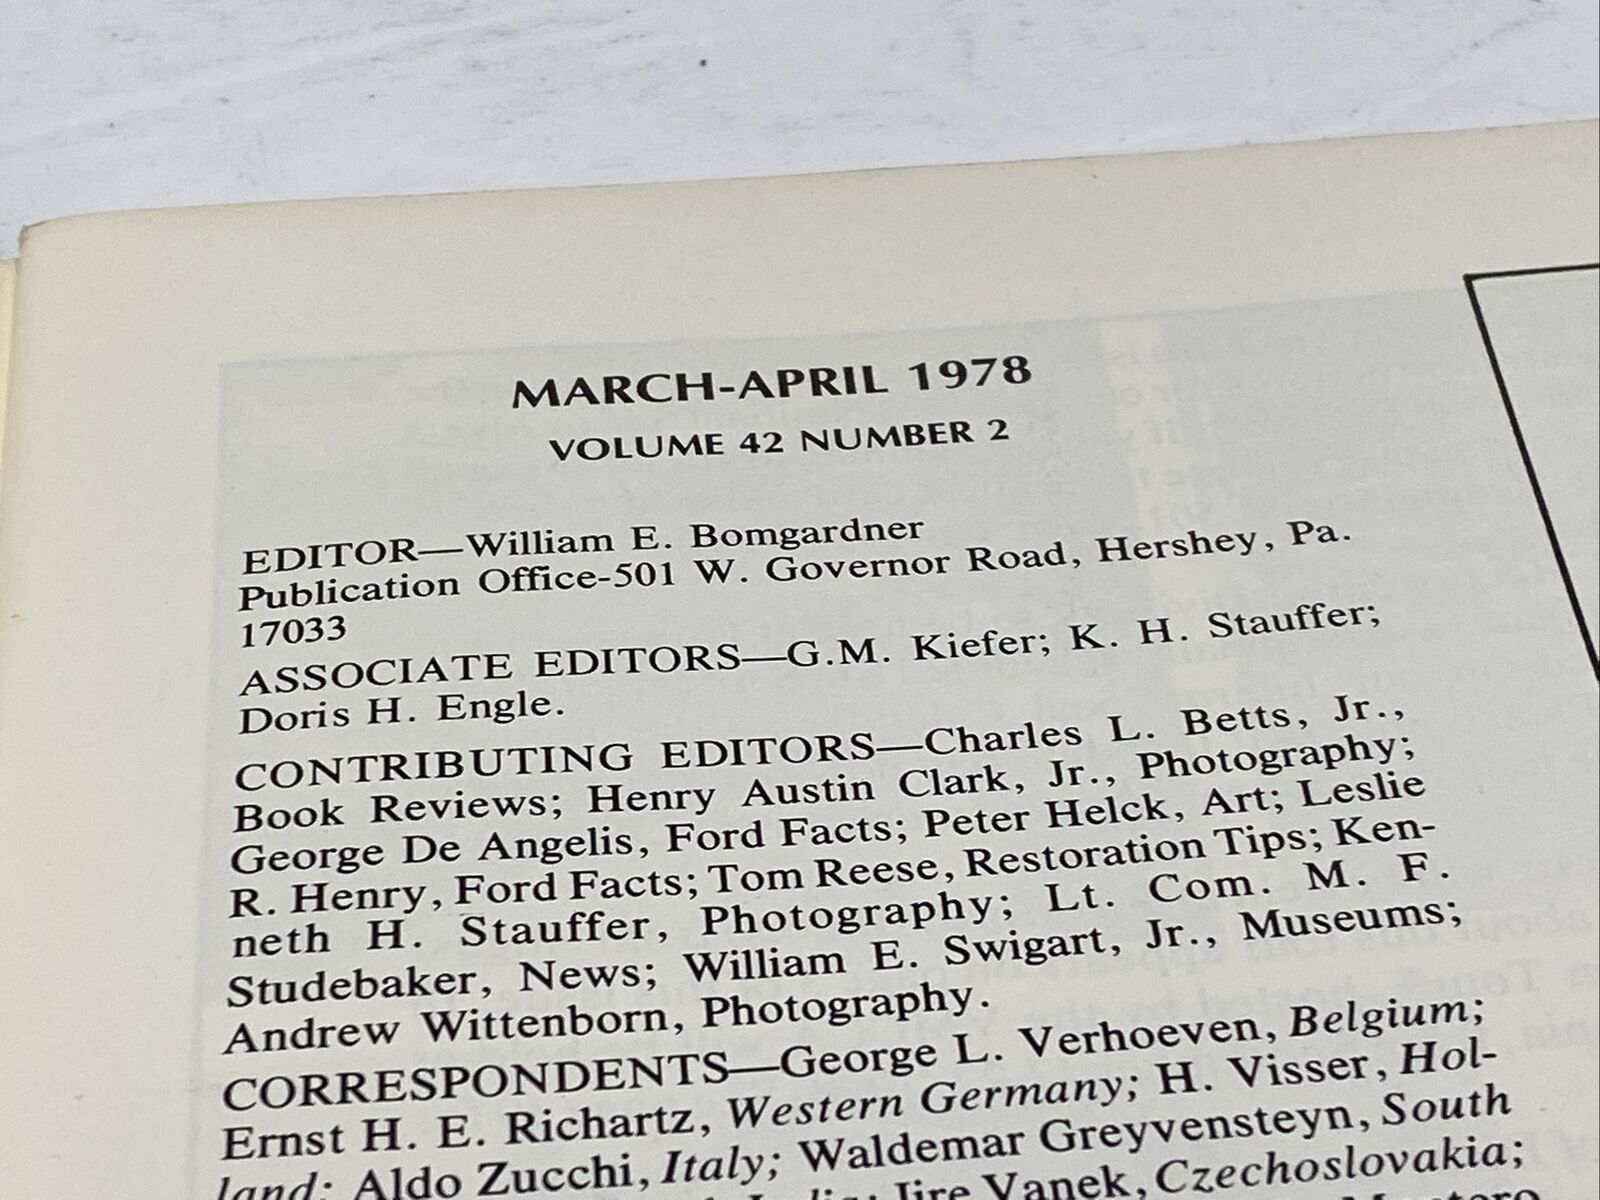 MARCH-APRIL 1978
VOLUME 42 NUMBER 2
EDITOR—William E. Bomgardner
Publication Office-501 W. Governor Road, Hershey, Pa.
17033
ASSOCIATE EDITORS—G.M. Kiefer; K. H. Stauffer;
Doris H. Engle.
CONTRIBUTING EDITORS—Charles L. Betts, Jr.,
Book Reviews; Henry Austin Clark, Jr., Photography;
George De Angelis, Ford Facts; Peter Helck, Art; Leslie
R. Henry, Ford Facts; Tom Reese, Restoration Tips; Ken-
neth H. Stauffer, Photography; Lt. Com. M. F.
Studebaker, News; William E. Swigart, Jr., Museums;
Andrew Wittenborn, Photography.
CORRESPONDENTS—George L. Verhoeven, Belgium;
Ernst H. E. Richartz, Western Germany; H. Visser, Hol-
land; Aldo Zucchi, Italy; Waldemar Greyvensteyn, South
Jire Vanek, Czechoslovakia;